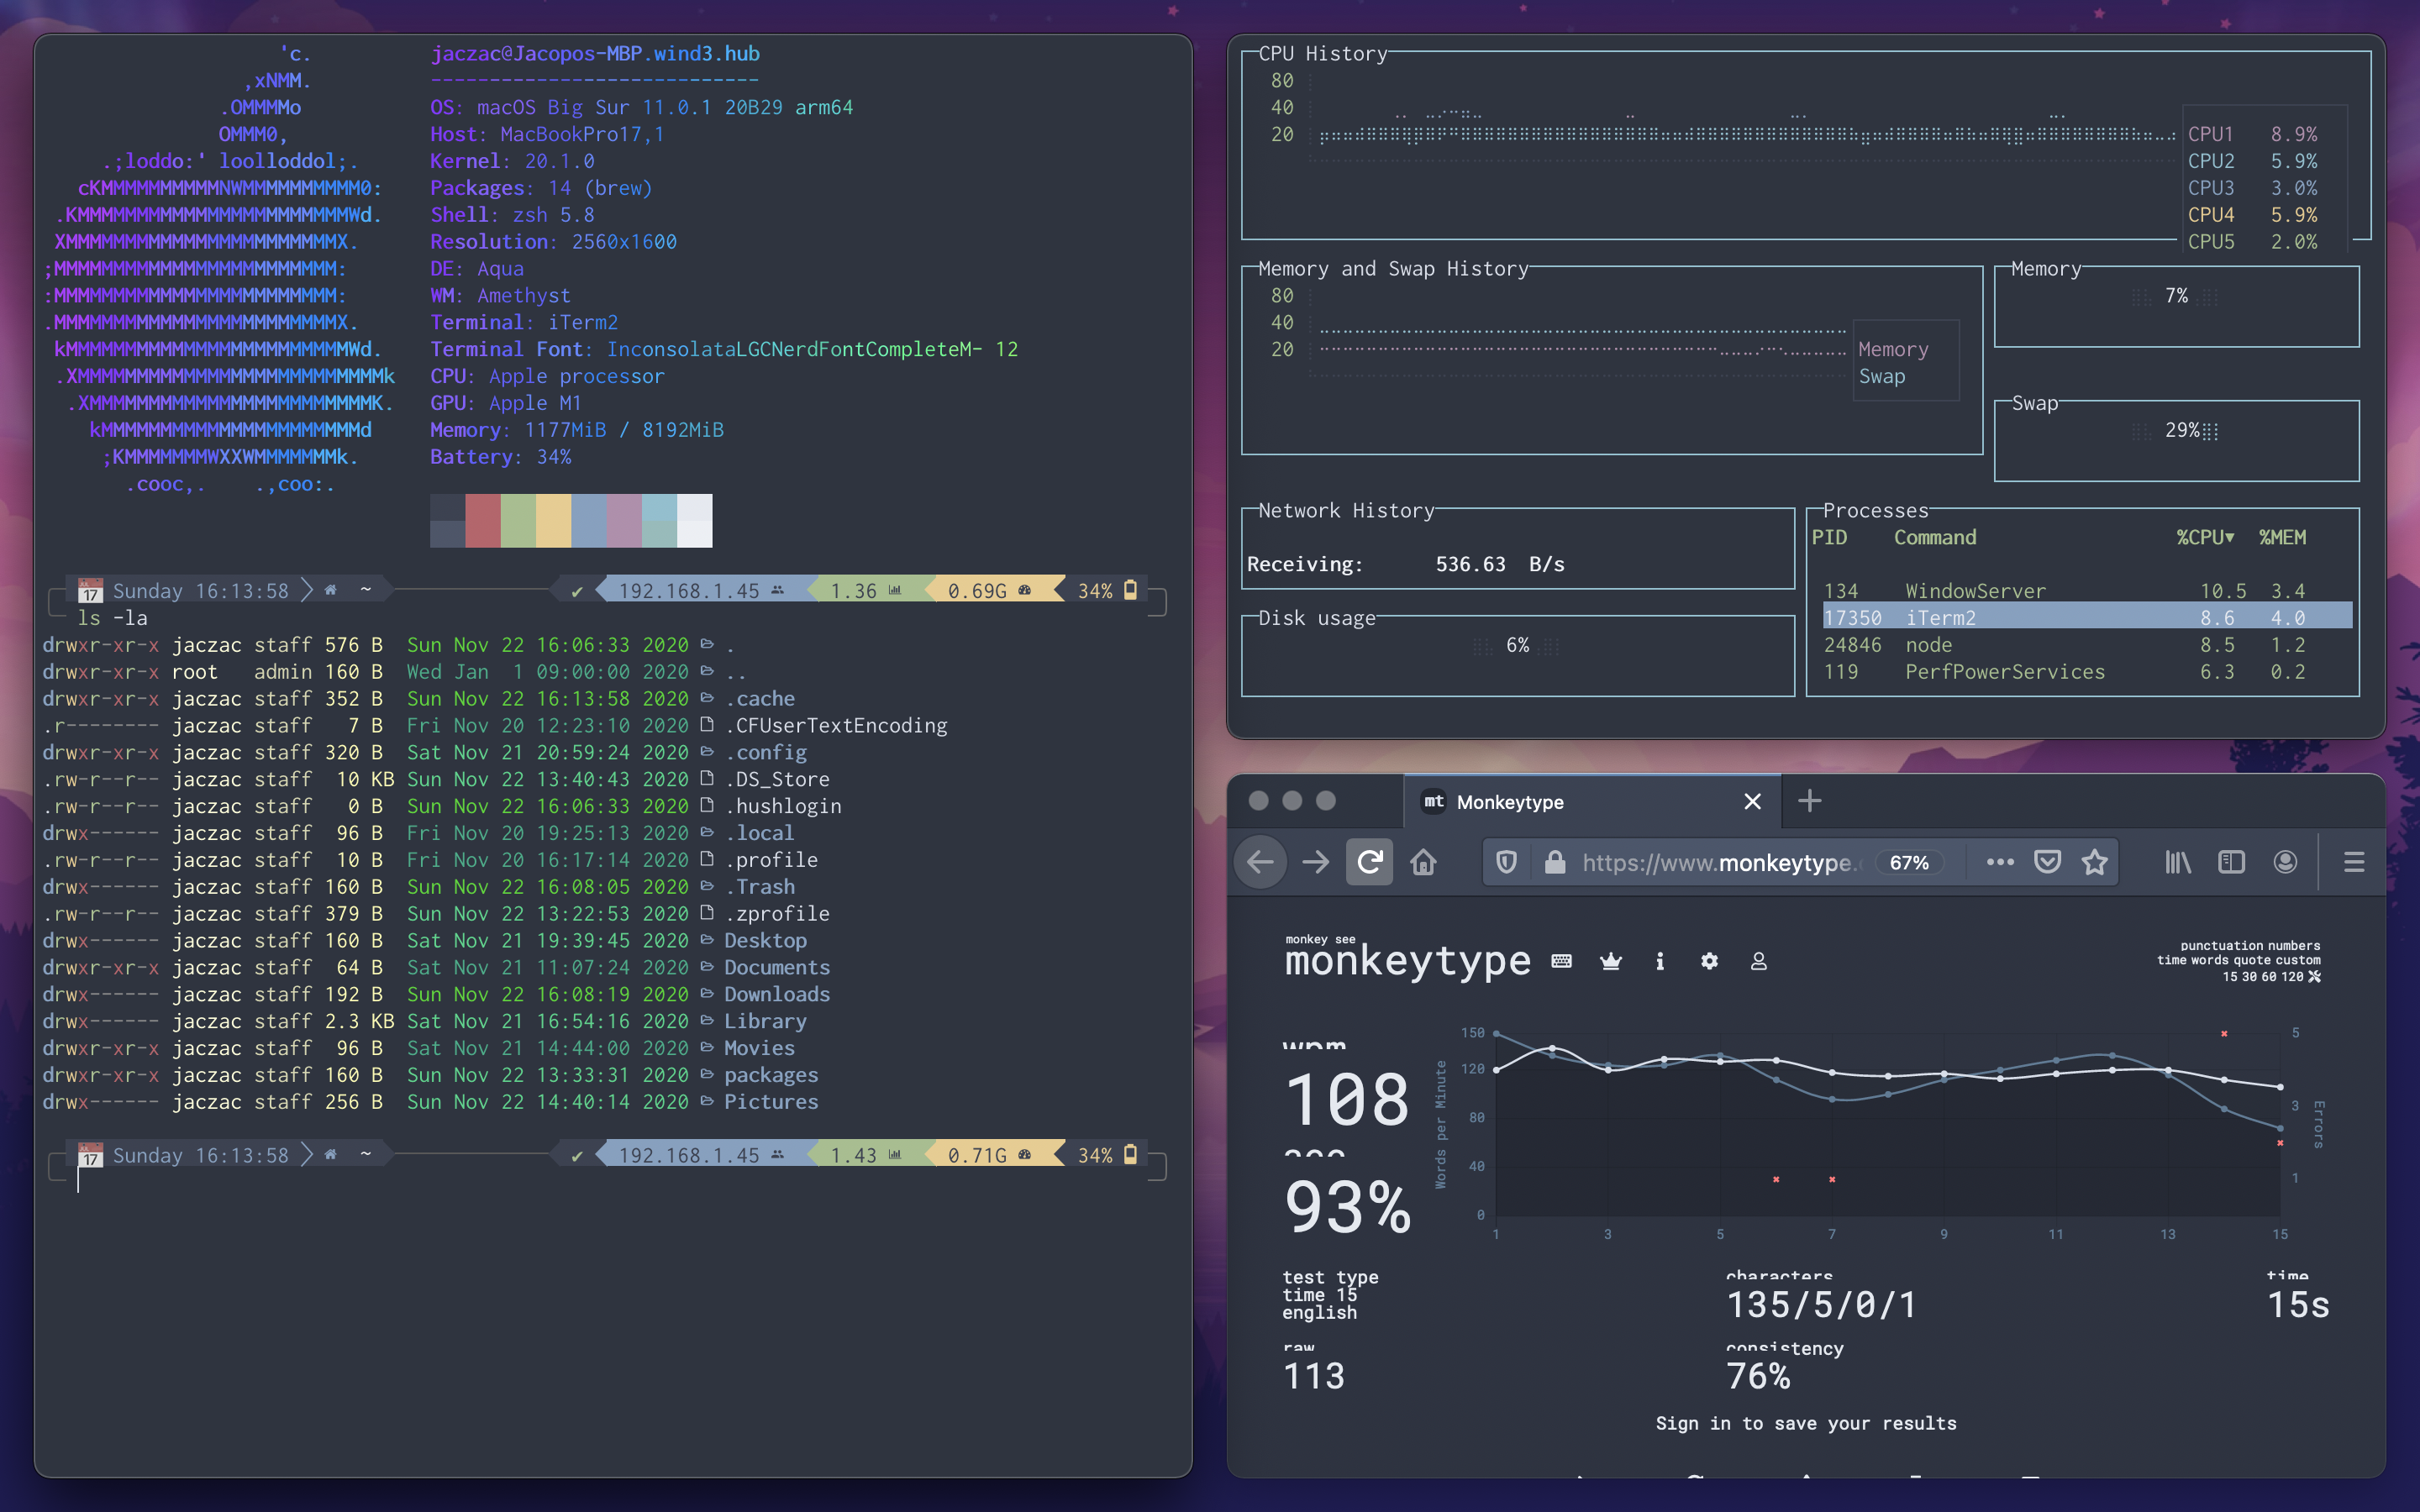 'c.
,xNMM.
.OMMMMo
OMMM0,
.;loddo:' loolloddol;.
cKMMMMMMMMMMNWMMMMMMMMMM0:
.KMMMMMMMMMMMMMMMMMMMMMMMWd.
XMMMMMMMMMMMMMMMMMMMMMMMX.
;MMMMMMMMMMMMMMMMMMMMMMMM:
:MMMMMMMMMMMMMMMMMMMMMMMM:
.MMMMMMMMMMMMMMMMMMMMMMMMX.
kMMMMMMMMMMMMMMMMMMMMMMMMWd.
.XMMMMMMMMMMMMMMMMMMMMMMMMMMk
.XMMMMMMMMMMMMMMMMMMMMMMMMK.
kMMMMMMMMMMMMMMMMMMMMMMd
;KMMMMMMMWXXWMMMMMMMk.
.cooc,. .,coo:.
jaczac@Jacopos-MBP.wind3.hub
----------------------------
OS: macOS Big Sur 11.0.1 20B29 arm64
Host: MacBookPro17,1
Kernel: 20.1.0
Packages: 14 (brew)
Shell: zsh 5.8
Resolution: 2560x1600
DE: Aqua
WM: Amethyst
Terminal: iTerm2
Terminal Font: InconsolataLGCNerdFontCompleteM- 12
CPU: Apple processor
GPU: Apple M1
Memory: 1177MiB / 8192MiB
Battery: 34%
JUL 17 Sunday 16:13:58 ~ ✔ 192.168.1.45 1.36 0.69G 34%
ls -la
drwxr-xr-x jaczac staff 576 B Sun Nov 22 16:06:33 2020 .
drwxr-xr-x root admin 160 B Wed Jan 1 09:00:00 2020 ..
drwxr-xr-x jaczac staff 352 B Sun Nov 22 16:13:58 2020 .cache
.r-------- jaczac staff 7 B Fri Nov 20 12:23:10 2020 .CFUserTextEncoding
drwxr-xr-x jaczac staff 320 B Sat Nov 21 20:59:24 2020 .config
.rw-r--r-- jaczac staff 10 KB Sun Nov 22 13:40:43 2020 .DS_Store
.rw-r--r-- jaczac staff 0 B Sun Nov 22 16:06:33 2020 .hushlogin
drwx------ jaczac staff 96 B Fri Nov 20 19:25:13 2020 .local
.rw-r--r-- jaczac staff 10 B Fri Nov 20 16:17:14 2020 .profile
drwx------ jaczac staff 160 B Sun Nov 22 16:08:05 2020 .Trash
.rw-r--r-- jaczac staff 379 B Sun Nov 22 13:22:53 2020 .zprofile
drwx------ jaczac staff 160 B Sat Nov 21 19:39:45 2020 Desktop
drwxr-xr-x jaczac staff 64 B Sat Nov 21 11:07:24 2020 Documents
drwx------ jaczac staff 192 B Sun Nov 22 16:08:19 2020 Downloads
drwx------ jaczac staff 2.3 KB Sat Nov 21 16:54:16 2020 Library
drwxr-xr-x jaczac staff 96 B Sat Nov 21 14:44:00 2020 Movies
drwxr-xr-x jaczac staff 160 B Sun Nov 22 13:33:31 2020 packages
drwx------ jaczac staff 256 B Sun Nov 22 14:40:14 2020 Pictures
JUL 17 Sunday 16:13:58 ~ ✔ 192.168.1.45 1.43 0.71G 34%
CPU History
80
40
20
CPU1 8.9%
CPU2 5.9%
CPU3 3.0%
CPU4 5.9%
CPU5 2.0%
Memory and Swap History
80
40
20
Memory
Swap
Memory
7%
Swap
29%
Network History
Receiving: 536.63 B/s
Disk usage
6%
Processes
PID Command %CPU▼ %MEM
134 WindowServer 10.5 3.4
17350 iTerm2 8.6 4.0
24846 node 8.5 1.2
119 PerfPowerServices 6.3 0.2
mt Monkeytype
https://www.monkeytype. 67%
monkey see
monkeytype
punctuation numbers
time words quote custom
15 30 60 120
wpm
108
93%
Words per Minute
150
120
80
40
0
1 3 5 7 9 11 13 15
5
3
1
Errors
test type
time 15
english
characters
135/5/0/1
time
15s
raw
113
consistency
76%
Sign in to save your results